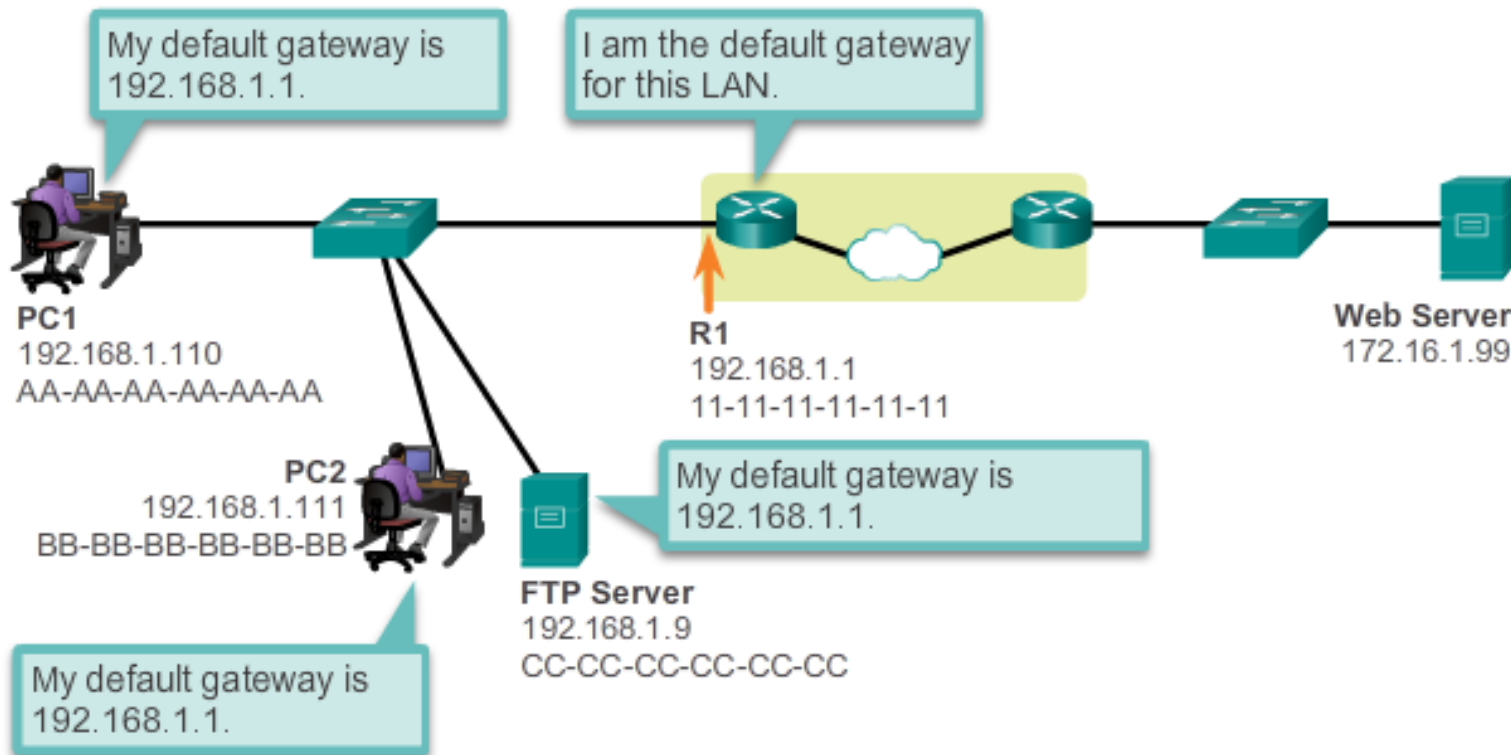 My default gateway is
192.168.1.1.
I am the default gateway
for this LAN.
PC1
192.168.1.110
AA-AA-AA-AA-AA-AA
R1
192.168.1.1
11-11-11-11-11-11
Web Server
172.16.1.99
PC2
192.168.1.111
BB-BB-BB-BB-BB-BB
My default gateway is
192.168.1.1.
FTP Server
192.168.1.9
CC-CC-CC-CC-CC-CC
My default gateway is
192.168.1.1.